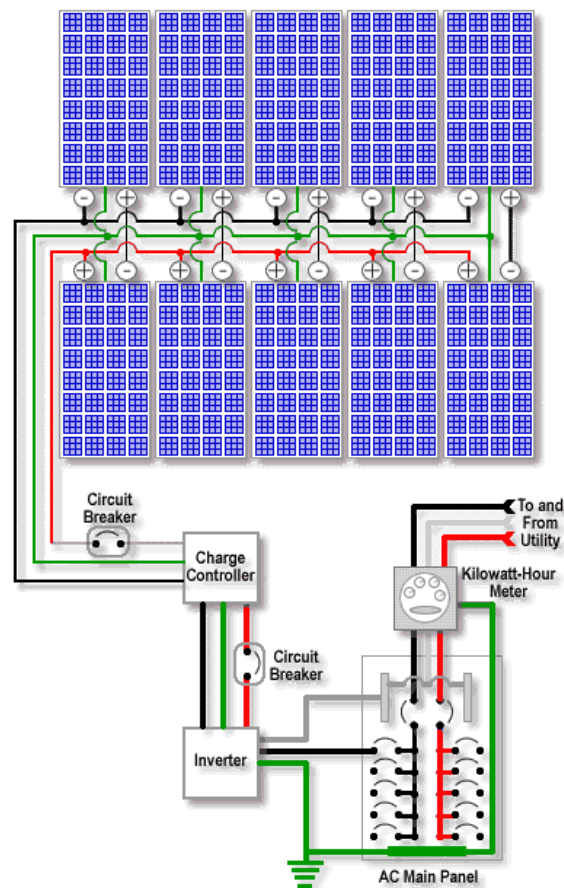 - + - + - + - + - +
+ - + - + - + - + -
Circuit
Breaker
Charge
Controller
Circuit
Breaker
Inverter
To and
From
Utility
Kilowatt-Hour
Meter
AC Main Panel